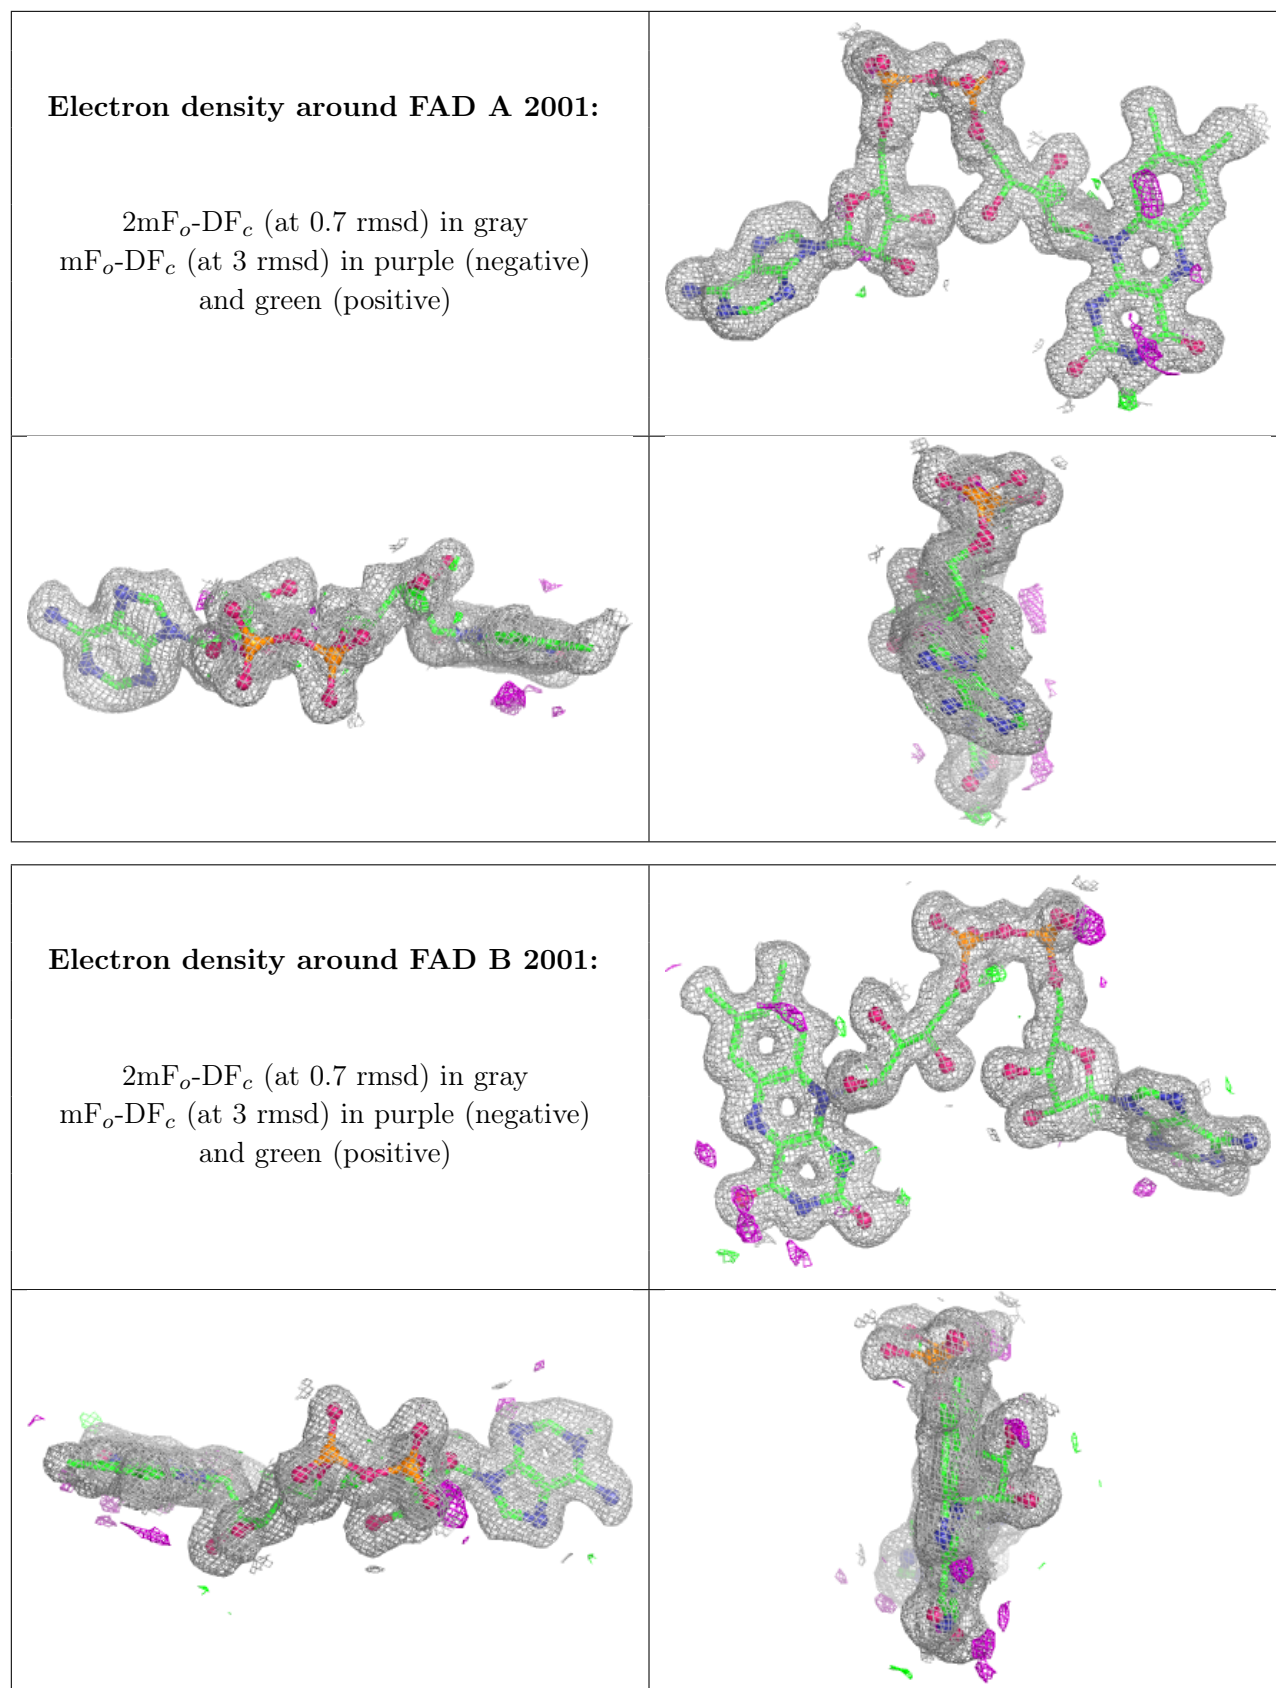 Electron density around FAD A 2001:
2mFo-DFc (at 0.7 rmsd) in gray
mFo-DFc (at 3 rmsd) in purple (negative)
and green (positive)
Electron density around FAD B 2001:
2mFo-DFc (at 0.7 rmsd) in gray
mFo-DFc (at 3 rmsd) in purple (negative)
and green (positive)